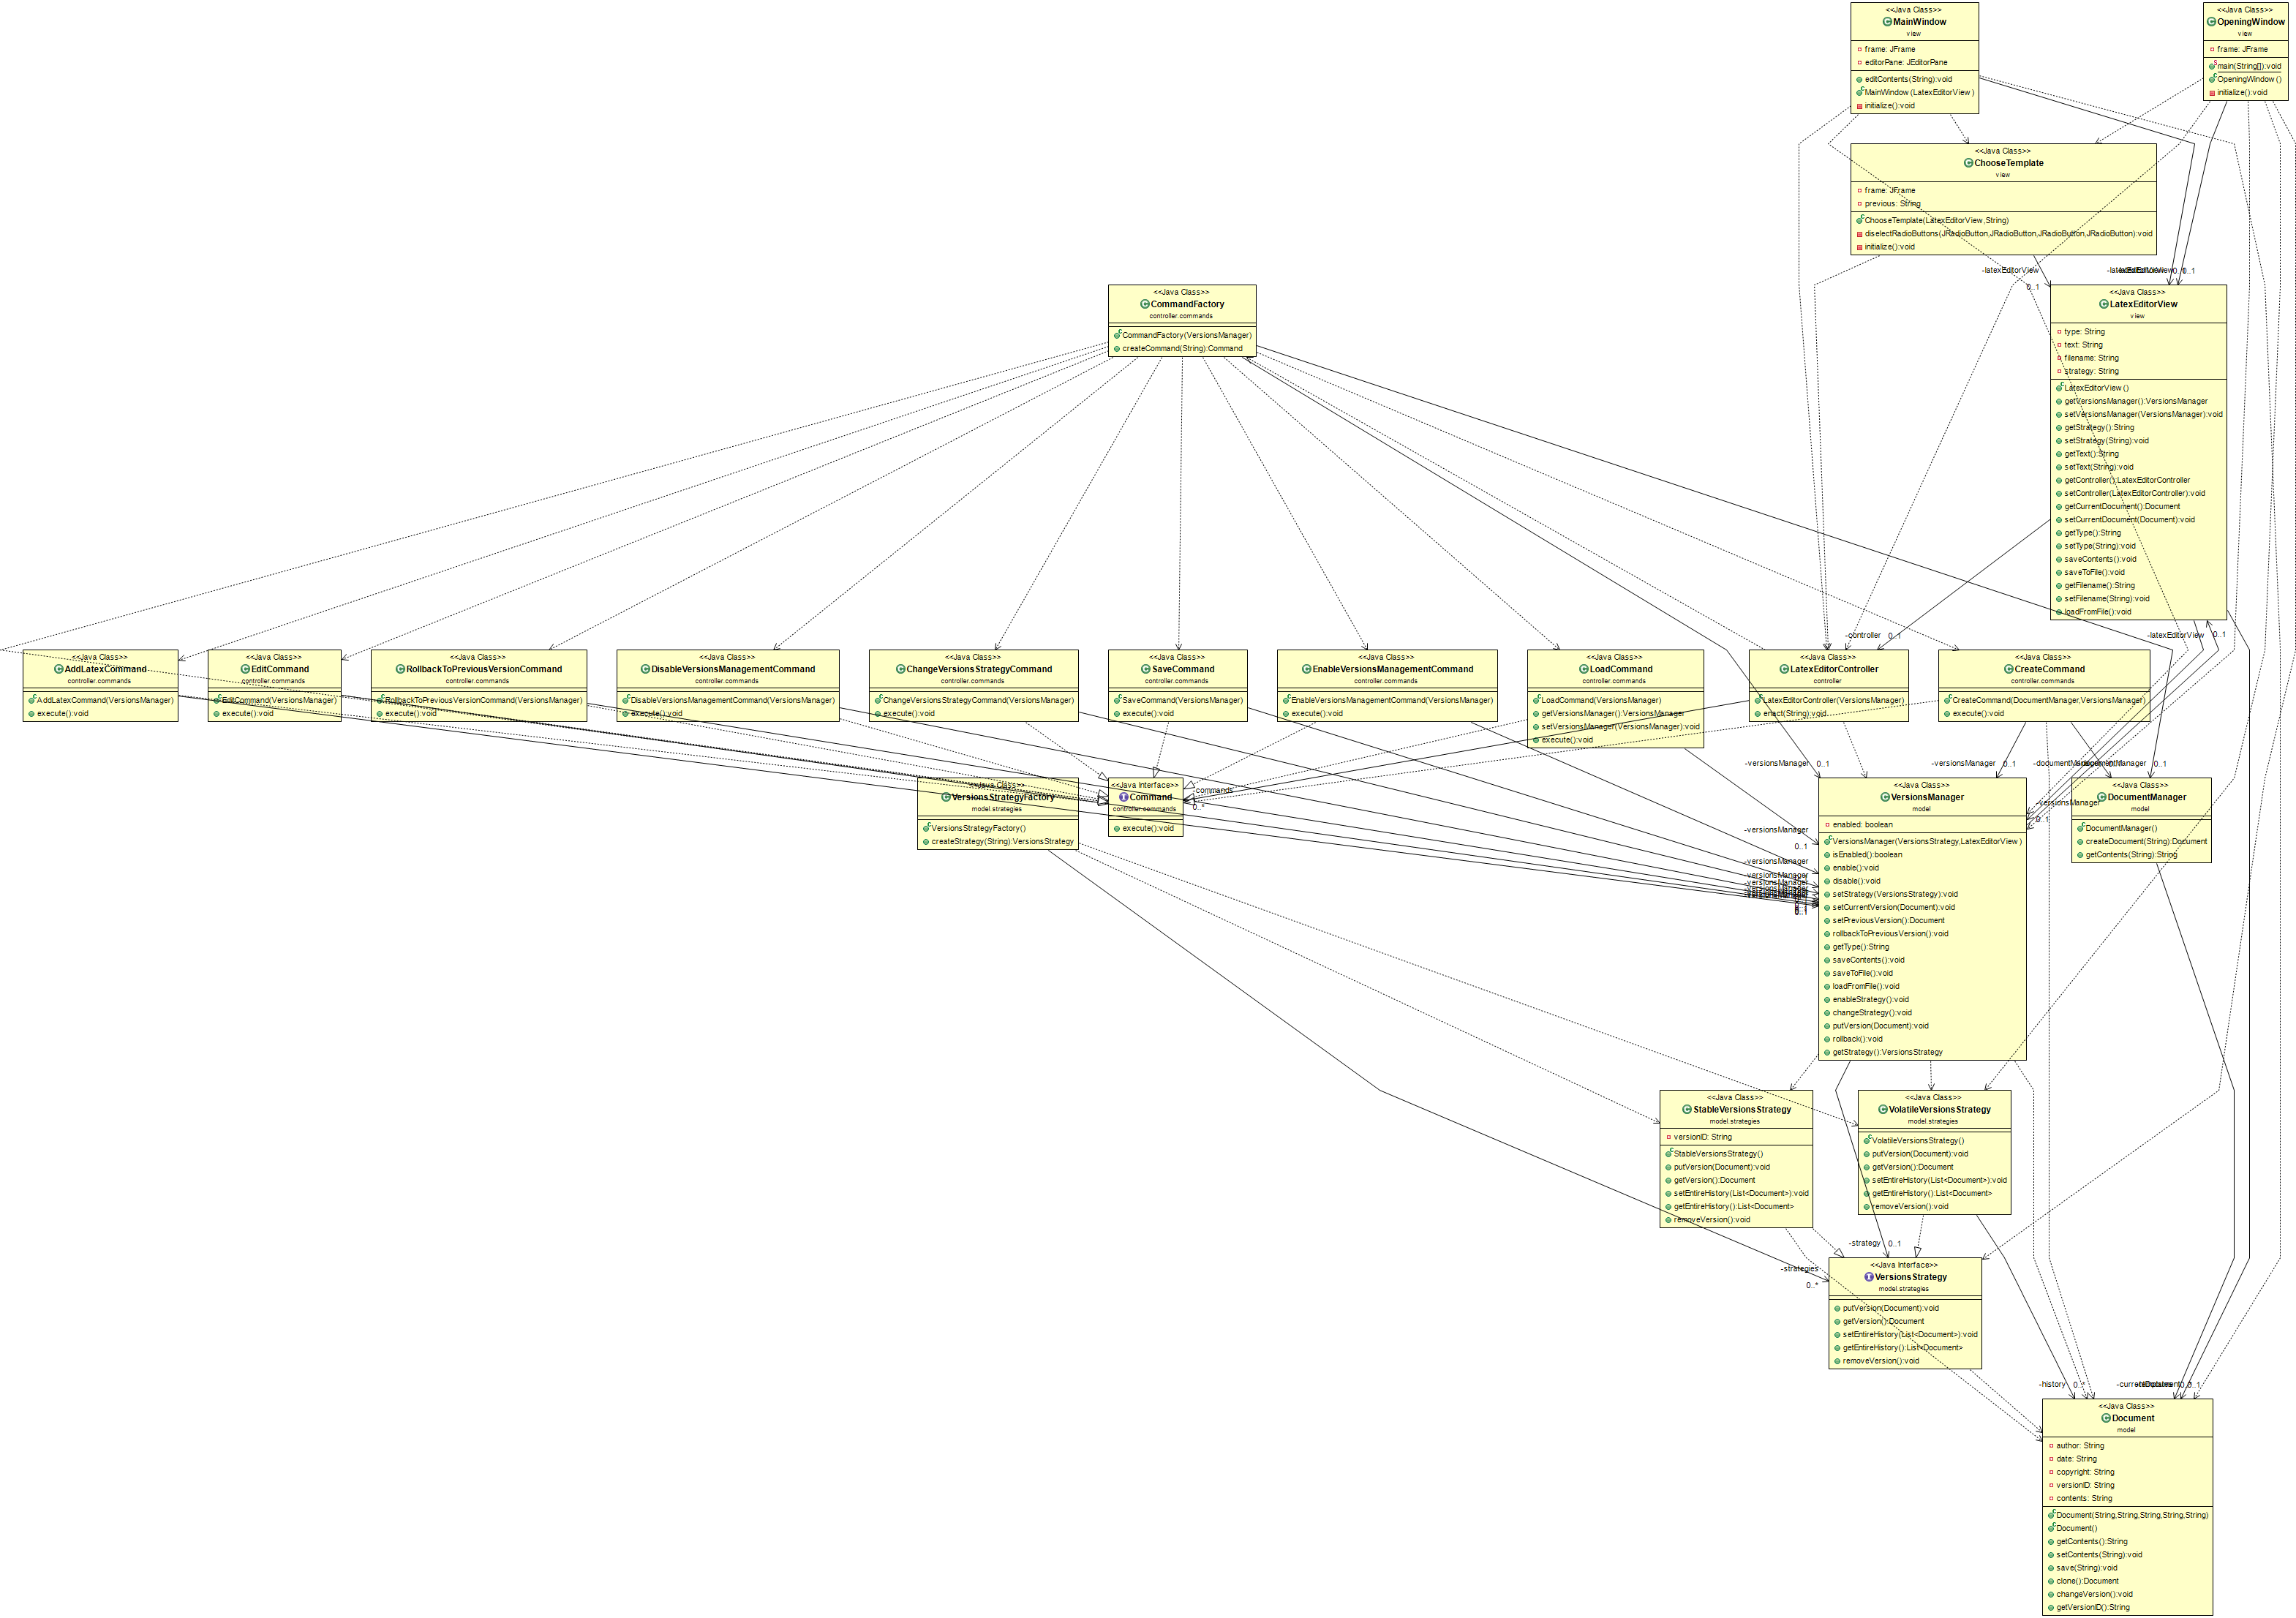 <<Java Class>>
MainWindow
view
frame: JFrame
editorPane: JEditorPane
editContents(String):void
MainWindow(LatexEditorView)
initialize():void
<<Java Class>>
OpeningWindow
view
frame: JFrame
main(String[]):void
OpeningWindow()
initialize():void
<<Java Class>>
ChooseTemplate
view
frame: JFrame
previous: String
ChooseTemplate(LatexEditorView,String)
diselectRadioButtons(JRadioButton,JRadioButton,JRadioButton,JRadioButton):void
initialize():void
-latexEditorView
0..1
0..1
<<Java Class>>
LatexEditorView
view
type: String
text: String
filename: String
strategy: String
LatexEditorView()
getVersionsManager():VersionsManager
setVersionsManager(VersionsManager):void
getStrategy():String
setStrategy(String):void
getText():String
setText(String):void
getController():LatexEditorController
setController(LatexEditorController):void
getCurrentDocument():Document
setCurrentDocument(Document):void
getType():String
setType(String):void
saveContents():void
saveToFile():void
getFilename():String
setFilename(String):void
loadFromFile():void
<<Java Class>>
CommandFactory
controller.commands
CommandFactory(VersionsManager)
createCommand(String):Command
-controller 0..1
-latexEditorView 0..1
<<Java Class>>
AddLatexCommand
controller.commands
AddLatexCommand(VersionsManager)
execute():void
<<Java Class>>
EditCommand
controller.commands
EditCommand(VersionsManager)
execute():void
<<Java Class>>
RollbackToPreviousVersionCommand
controller.commands
RollbackToPreviousVersionCommand(VersionsManager)
execute():void
<<Java Class>>
DisableVersionsManagementCommand
controller.commands
DisableVersionsManagementCommand(VersionsManager)
execute():void
<<Java Class>>
ChangeVersionsStrategyCommand
controller.commands
ChangeVersionsStrategyCommand(VersionsManager)
execute():void
<<Java Class>>
SaveCommand
controller.commands
SaveCommand(VersionsManager)
execute():void
<<Java Class>>
EnableVersionsManagementCommand
controller.commands
EnableVersionsManagementCommand(VersionsManager)
execute():void
<<Java Class>>
LoadCommand
controller.commands
LoadCommand(VersionsManager)
getVersionsManager():VersionsManager
setVersionsManager(VersionsManager):void
execute():void
<<Java Class>>
LatexEditorController
controller
LatexEditorController(VersionsManager)
enact(String):void
<<Java Class>>
CreateCommand
controller.commands
CreateCommand(DocumentManager,VersionsManager)
execute():void
-versionsManager 0..1
-versionsManager 0..1
0..1
<<Java Class>>
VersionsStrategyFactory
model.strategies
VersionsStrategyFactory()
createStrategy(String):VersionsStrategy
<<Java Interface>>
Command
controller.commands
execute():void
-commands
0..*
<<Java Class>>
VersionsManager
model
enabled: boolean
VersionsManager(VersionsStrategy,LatexEditorView)
isEnabled():boolean
enable():void
disable():void
setStrategy(VersionsStrategy):void
setCurrentVersion(Document):void
setPreviousVersion():Document
rollbackToPreviousVersion():void
getType():String
saveContents():void
saveToFile():void
loadFromFile():void
enableStrategy():void
changeStrategy():void
putVersion(Document):void
rollback():void
getStrategy():VersionsStrategy
-versionsManager
0..1
<<Java Class>>
DocumentManager
model
DocumentManager()
createDocument(String):Document
getContents(String):String
-versionsManager
0..1
-versionsManager
-versionsManager
0..1
<<Java Class>>
StableVersionsStrategy
model.strategies
versionID: String
StableVersionsStrategy()
putVersion(Document):void
getVersion():Document
setEntireHistory(List<Document>):void
getEntireHistory():List<Document>
removeVersion():void
<<Java Class>>
VolatileVersionsStrategy
model.strategies
VolatileVersionsStrategy()
putVersion(Document):void
getVersion():Document
setEntireHistory(List<Document>):void
getEntireHistory():List<Document>
removeVersion():void
-strategy 0..1
-strategies
0..*
<<Java Interface>>
VersionsStrategy
model.strategies
putVersion(Document):void
getVersion():Document
setEntireHistory(List<Document>):void
getEntireHistory():List<Document>
removeVersion():void
-history 0..*
0..1
<<Java Class>>
Document
model
author: String
date: String
copyright: String
versionID: String
contents: String
Document(String,String,String,String,String)
Document()
getContents():String
setContents(String):void
save(String):void
clone():Document
changeVersion():void
getVersionID():String